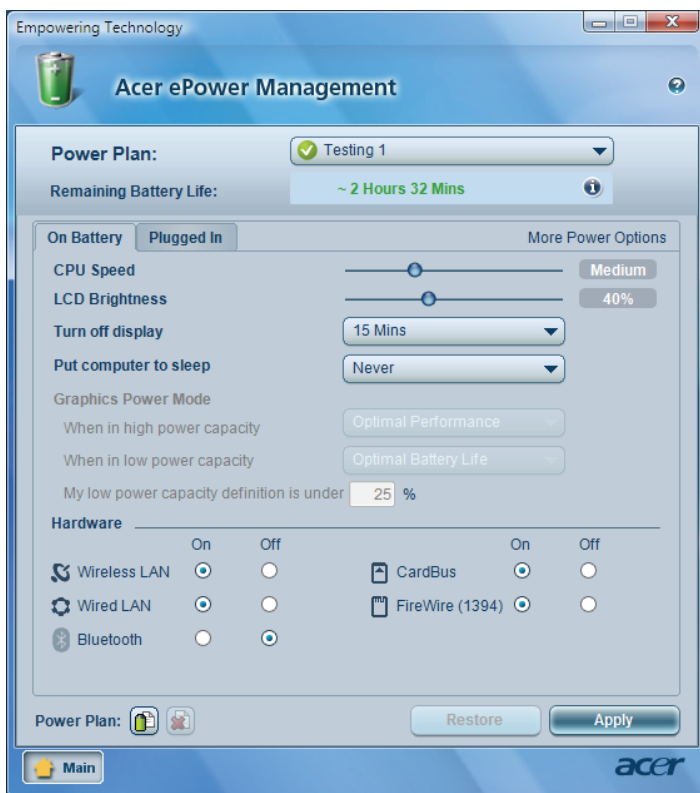 Empowering Technology
Acer ePower Management
Power Plan: Testing 1
Remaining Battery Life: ~ 2 Hours 32 Mins
On Battery Plugged In More Power Options
CPU Speed Medium
LCD Brightness 40%
Turn off display 15 Mins
Put computer to sleep Never
Graphics Power Mode
When in high power capacity Optimal Performance
When in low power capacity Optimal Battery Life
My low power capacity definition is under 25 %
Hardware
On Off On Off
Wireless LAN CardBus
Wired LAN FireWire (1394)
Bluetooth
Power Plan: Restore Apply
Main acer